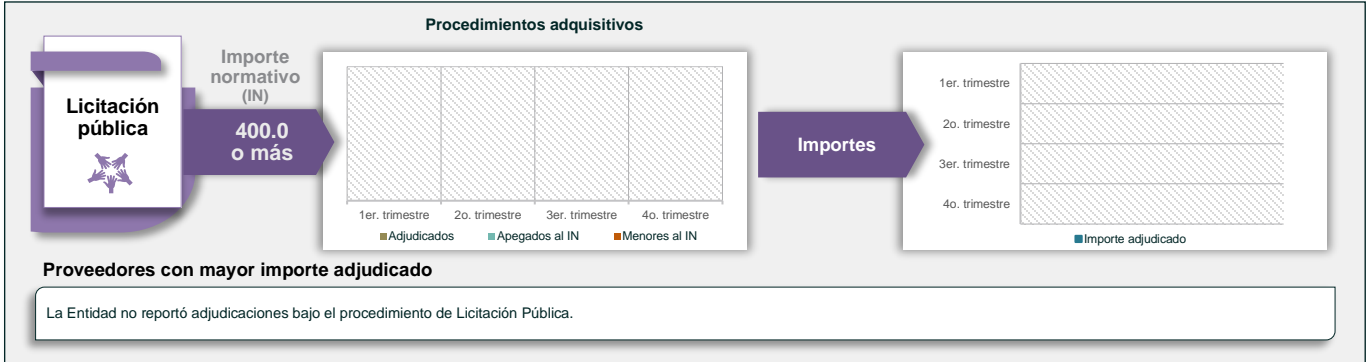 Procedimientos adquisitivos
Licitación
pública
Importe
normativo
(IN)
400.0
o más
1er. trimestre 2o. trimestre 3er. trimestre 4o. trimestre
Adjudicados Apegados al IN Menores al IN
Importes
1er. trimestre
2o. trimestre
3er. trimestre
4o. trimestre
Importe adjudicado
Proveedores con mayor importe adjudicado
La Entidad no reportó adjudicaciones bajo el procedimiento de Licitación Pública.